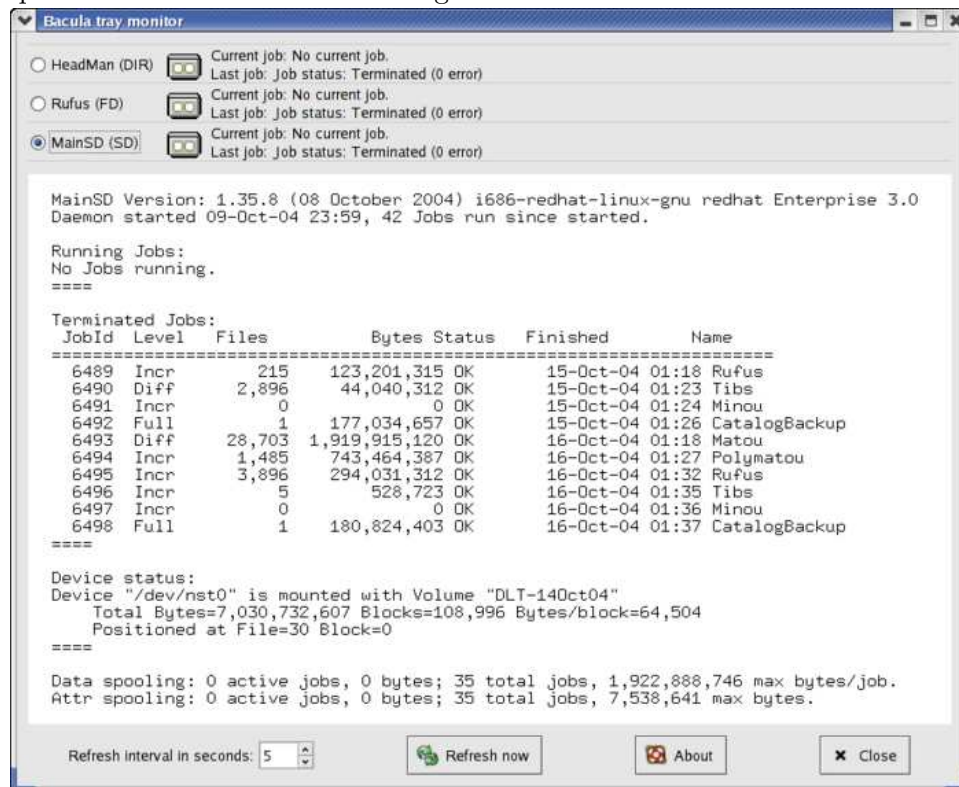 Bacula tray monitor
HeadMan (DIR)
Current job: No current job.
Last job: Job status: Terminated (0 error)
Rufus (FD)
Current job: No current job.
Last job: Job status: Terminated (0 error)
MainSD (SD)
Current job: No current job.
Last job: Job status: Terminated (0 error)
MainSD Version: 1.35.8 (08 October 2004) i686-redhat-linux-gnu redhat Enterprise 3.0
Daemon started 09-Oct-04 23:59, 42 Jobs run since started.
Running Jobs:
No Jobs running.
====
Terminated Jobs:
JobId Level Files Bytes Status Finished Name
======================================================================
6489 Incr 215 123,201,315 OK 15-Oct-04 01:18 Rufus
6490 Diff 2,896 44,040,312 OK 15-Oct-04 01:23 Tibs
6491 Incr 0 0 OK 15-Oct-04 01:24 Minou
6492 Full 1 177,034,657 OK 15-Oct-04 01:26 CatalogBackup
6493 Diff 28,703 1,919,915,120 OK 16-Oct-04 01:18 Matou
6494 Incr 1,485 743,464,387 OK 16-Oct-04 01:27 Polymatou
6495 Incr 3,896 294,031,312 OK 16-Oct-04 01:32 Rufus
6496 Incr 5 528,723 OK 16-Oct-04 01:35 Tibs
6497 Incr 0 0 OK 16-Oct-04 01:36 Minou
6498 Full 1 180,824,403 OK 16-Oct-04 01:37 CatalogBackup
====
Device status:
Device "/dev/nst0" is mounted with Volume "DLT-14Oct04"
Total Bytes=7,030,732,607 Blocks=108,996 Bytes/block=64,504
Positioned at File=30 Block=0
====
Data spooling: 0 active jobs, 0 bytes; 35 total jobs, 1,922,888,746 max bytes/job.
Attr spooling: 0 active jobs, 0 bytes; 35 total jobs, 7,538,641 max bytes.
Refresh interval in seconds: 5
Refresh now
About
Close